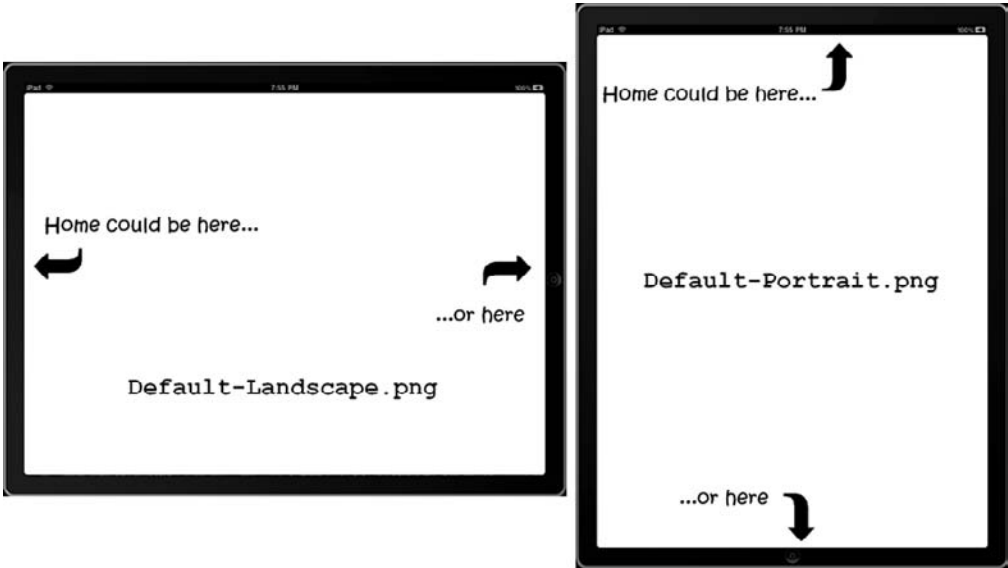 iPad 7:55 PM 100%
Home could be here...
...or here
Default-Landscape.png
iPad 7:55 PM 100%
Home could be here...
Default-Portrait.png
...or here